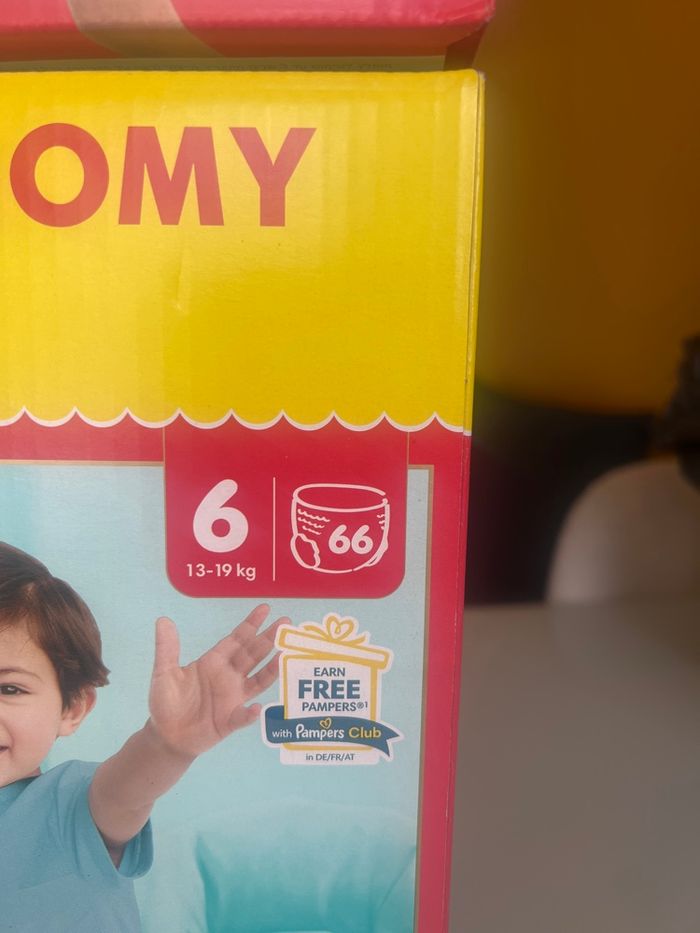 OMY
6
13-19 kg
66
EARN
FREE
PAMPERS®¹
with Pampers Club
in DE/FR/AT